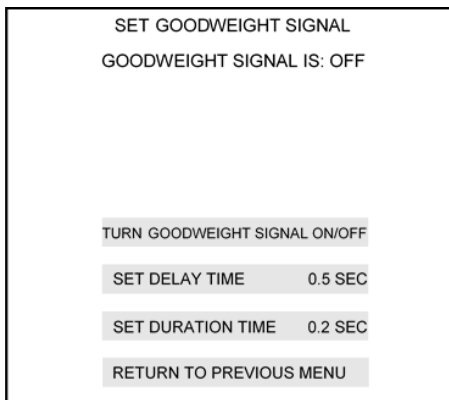 SET GOODWEIGHT SIGNAL
GOODWEIGHT SIGNAL IS: OFF
TURN GOODWEIGHT SIGNAL ON/OFF
SET DELAY TIME 0.5 SEC
SET DURATION TIME 0.2 SEC
RETURN TO PREVIOUS MENU